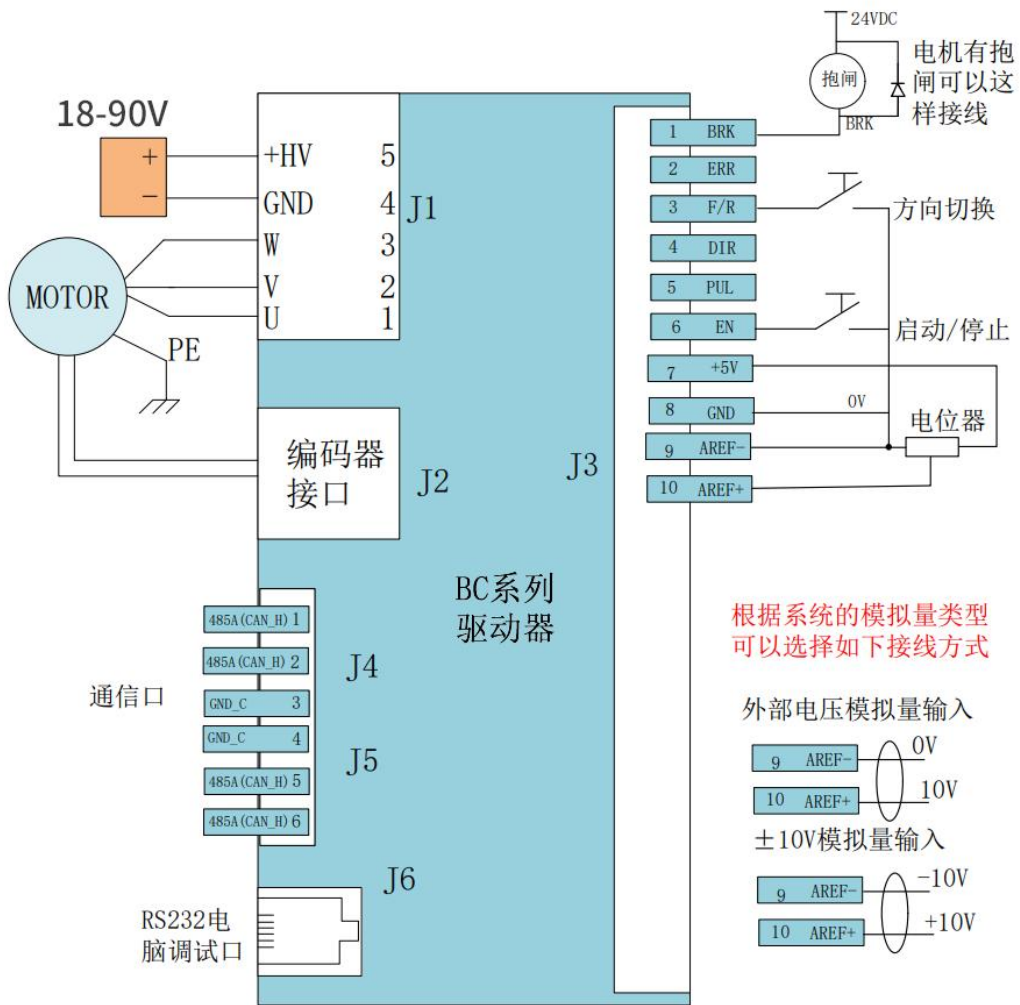 24VDC
抱闸
电机有抱
闸可以这
样接线
BRK
18-90V
+
-
+HV 5
GND 4
W 3
V 2
U 1
J1
MOTOR
PE
编码器
接口
J2
J3
1 BRK
2 ERR
3 F/R
4 DIR
5 PUL
6 EN
7 +5V
8 GND
9 AREF-
10 AREF+
方向切换
启动/停止
0V
电位器
BC系列
驱动器
通信口
485A(CAN_H) 1
485A(CAN_H) 2
GND_C 3
GND_C 4
485A(CAN_H) 5
485A(CAN_H) 6
J4
J5
J6
RS232电
脑调试口
根据系统的模拟量类型
可以选择如下接线方式
外部电压模拟量输入
9 AREF- 0V
10 AREF+ 10V
±10V模拟量输入
9 AREF- -10V
10 AREF+ +10V